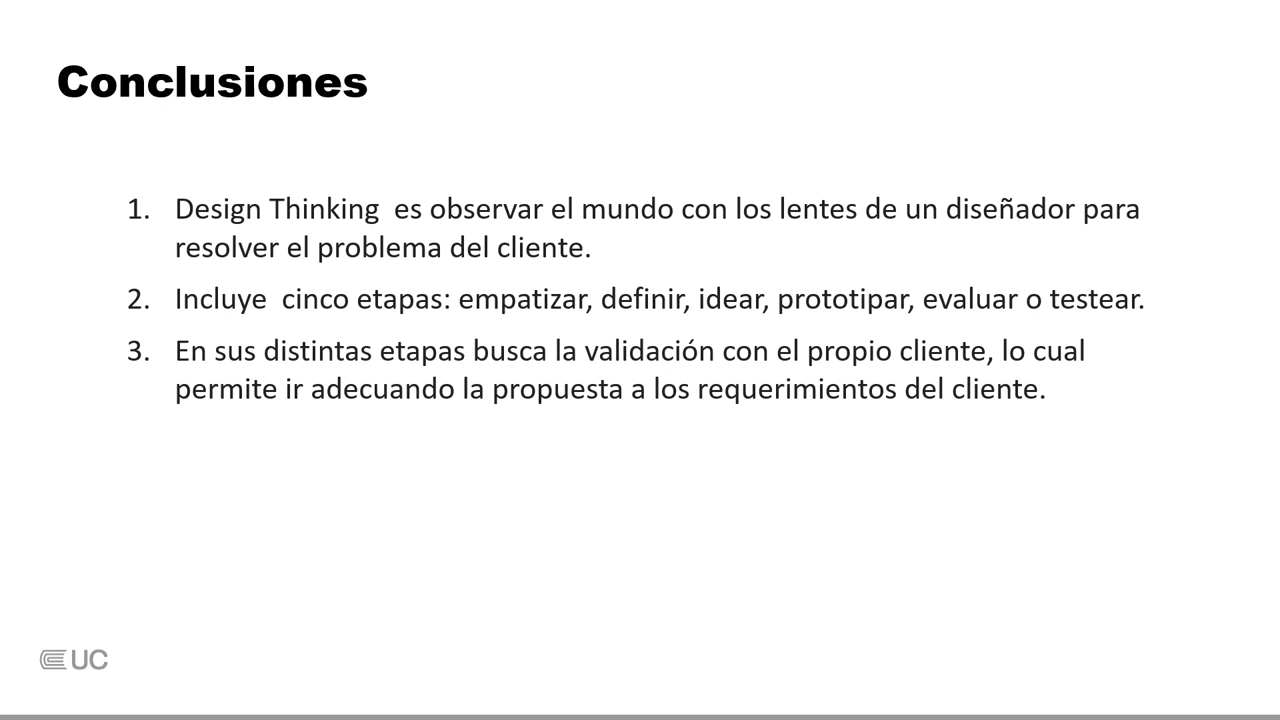 Conclusiones
1. Design Thinking  es observar el mundo con los lentes de un diseñador para
resolver el problema del cliente.
2. Incluye  cinco etapas: empatizar, definir, idear, prototipar, evaluar o testear.
3. En sus distintas etapas busca la validación con el propio cliente, lo cual
permite ir adecuando la propuesta a los requerimientos del cliente.
UC